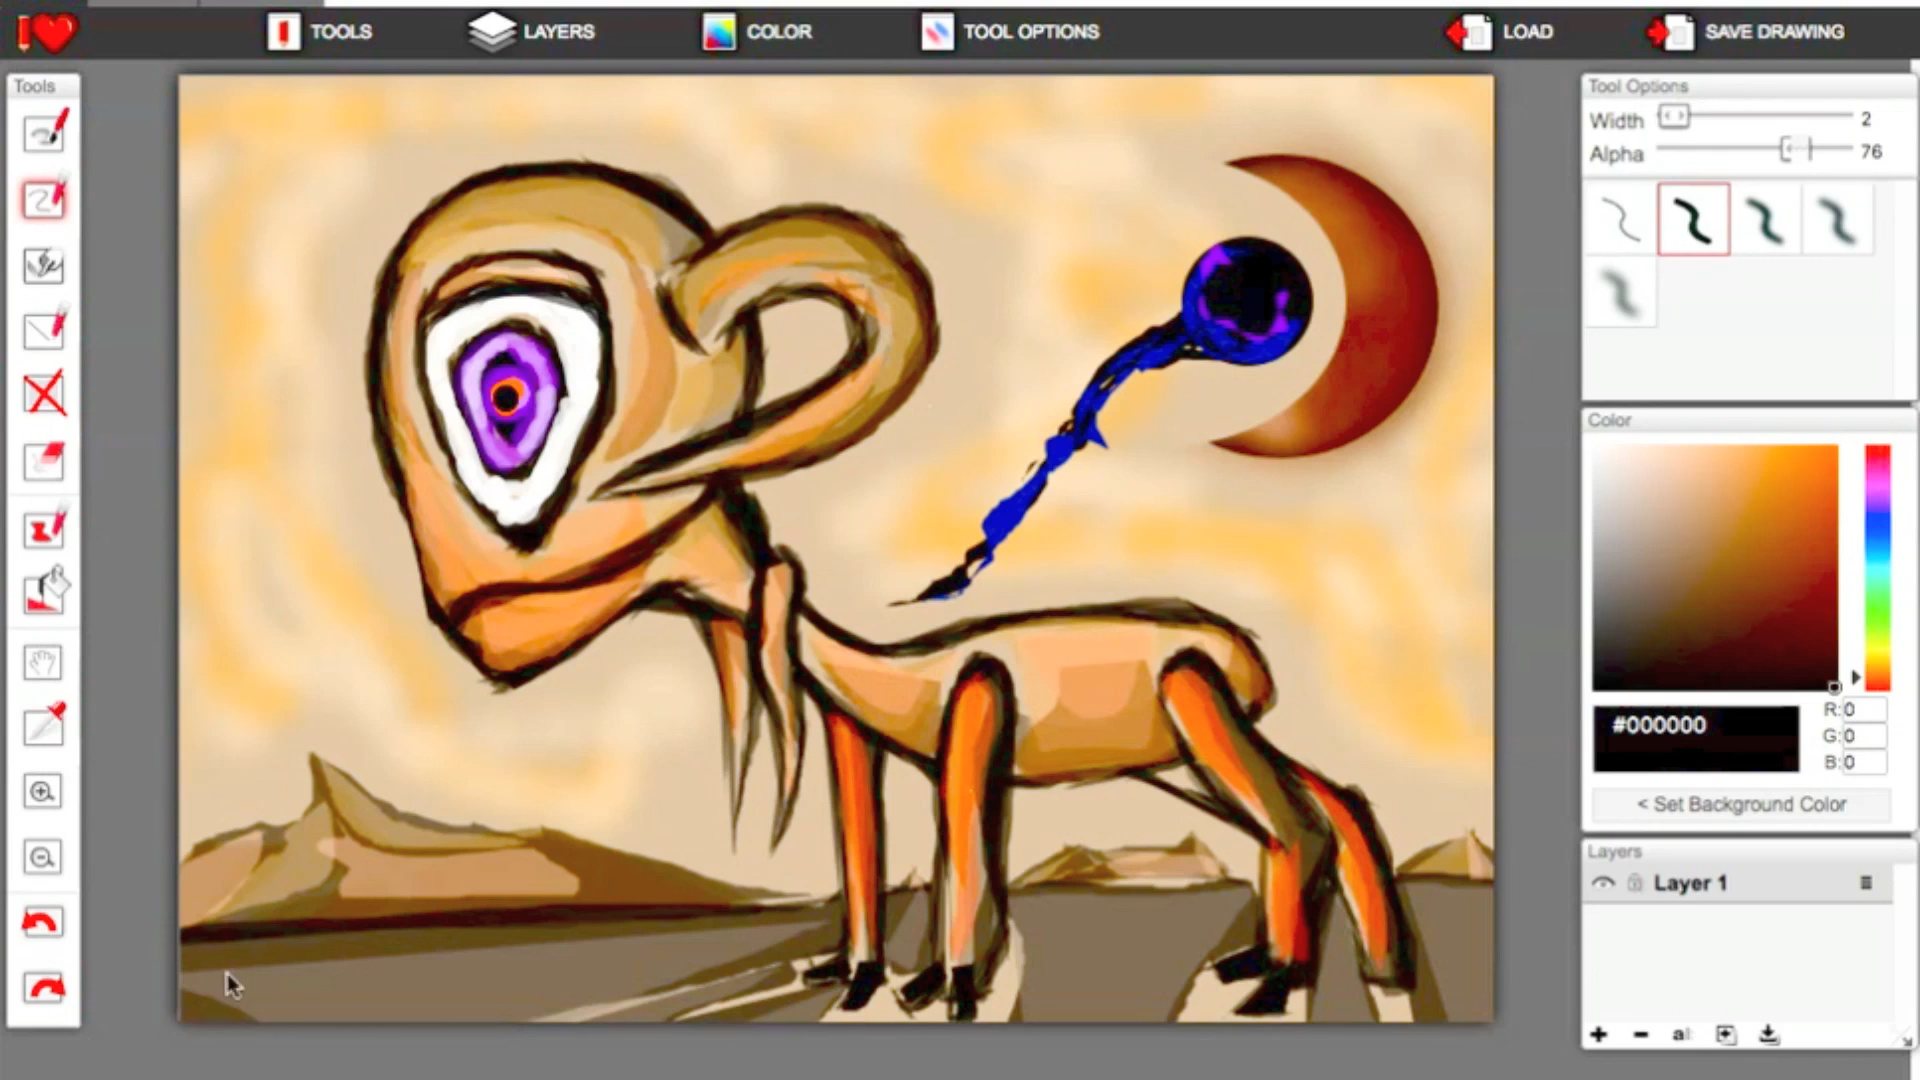 TOOLS
LAYERS
COLOR
TOOL OPTIONS
LOAD
SAVE DRAWING
Tools
Tool Options
Width 2
Alpha 76
Color
#000000
R: 0
G: 0
B: 0
< Set Background Color
Layers
Layer 1